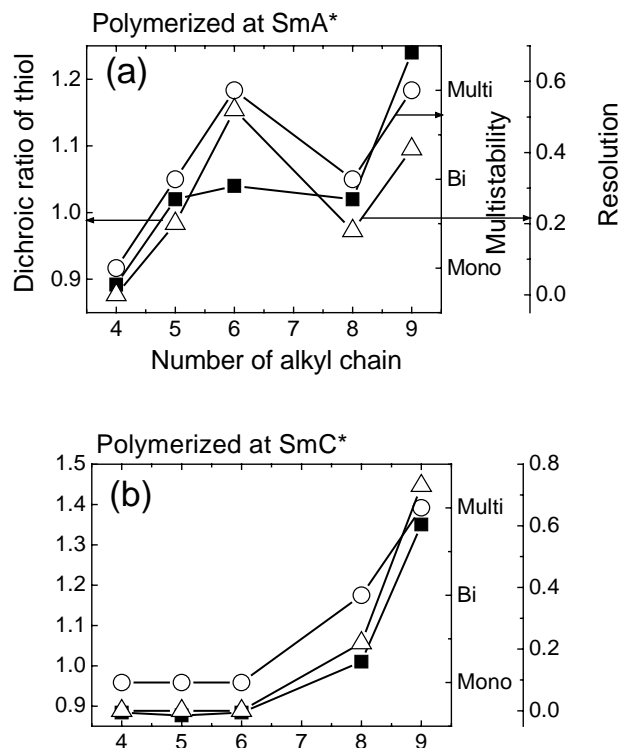 Polymerized at SmA*
(a)
Dichroic ratio of thiol
1.2
1.1
1.0
0.9
4 5 6 7 8 9
Number of alkyl chain
Multi
Bi
Mono
Multistability
0.6
0.4
0.2
0.0
Resolution
Polymerized at SmC*
(b)
1.5
1.4
1.3
1.2
1.1
1.0
0.9
4 5 6 7 8 9
Multi
Bi
Mono
0.8
0.6
0.4
0.2
0.0